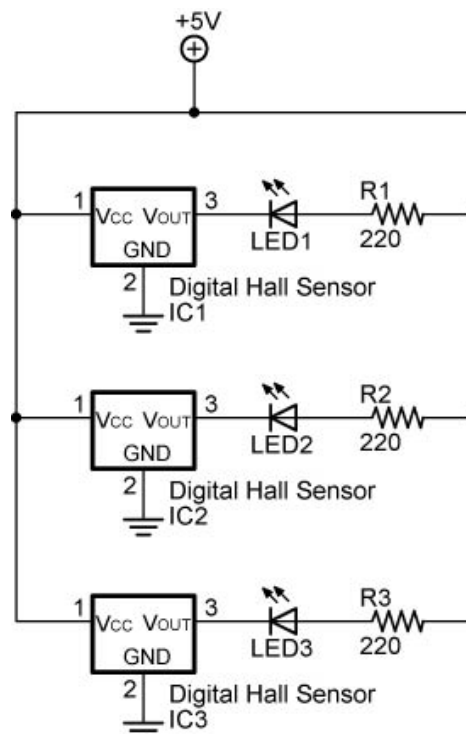 +5V
1 VCC VOUT 3
GND
2
LED1
R1
220
Digital Hall Sensor
IC1
1 VCC VOUT 3
GND
2
LED2
R2
220
Digital Hall Sensor
IC2
1 VCC VOUT 3
GND
2
LED3
R3
220
Digital Hall Sensor
IC3